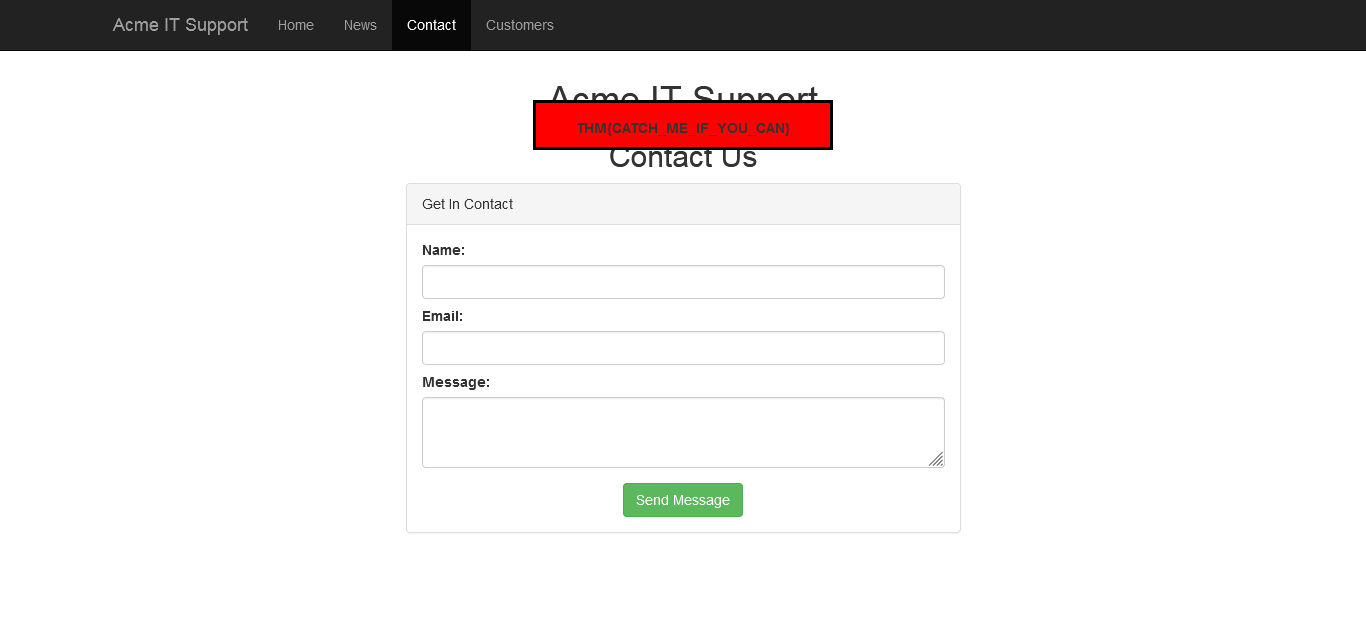 Acme IT Support Home News Contact Customers
Acme IT Support
THM{CATCH_ME_IF_YOU_CAN}
Contact Us
Get In Contact
Name:
Email:
Message:
Send Message